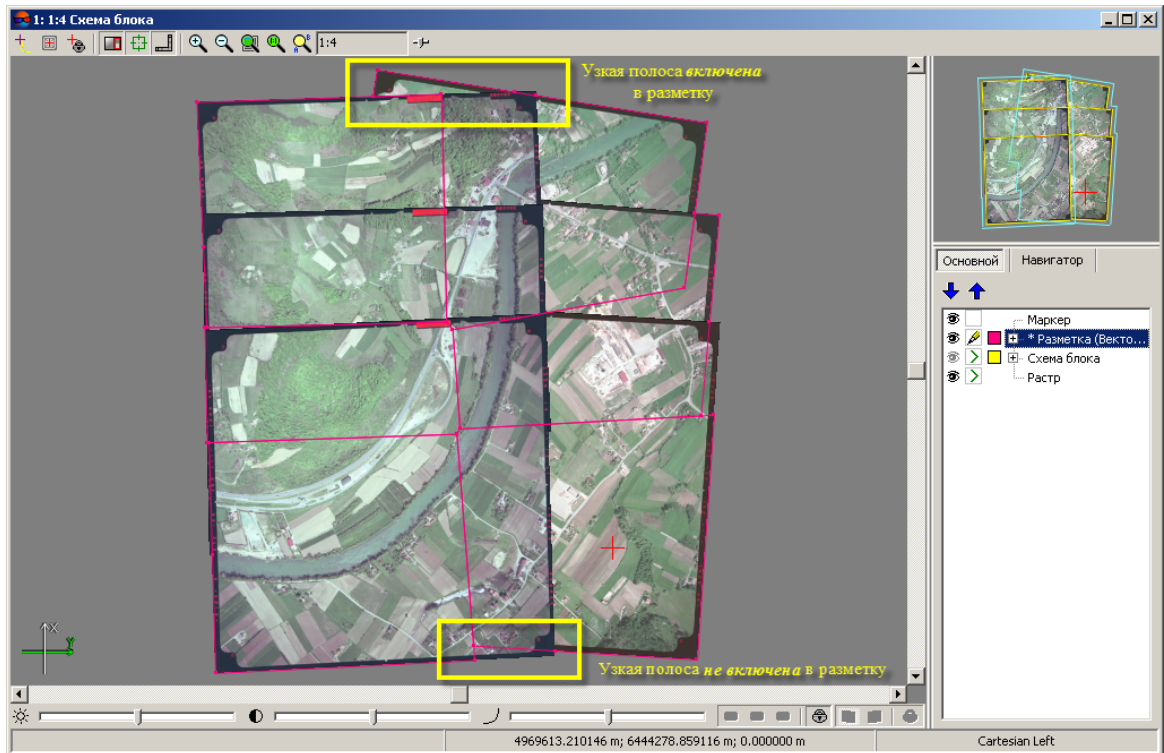 1: 1:4 Схема блока
1:4
Узкая полоса включена
в разметку
Узкая полоса не включена в разметку
X
Y
Основной
Навигатор
Маркер
* Разметка (Векто...
Схема блока
Растр
4969613.210146 m; 6444278.859116 m; 0.000000 m
Cartesian Left